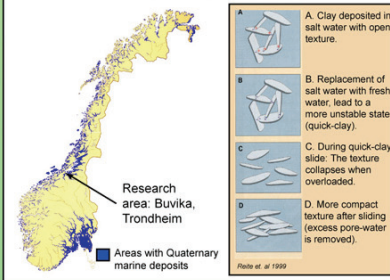 Research
area: Buvika,
Trondheim
Areas with Quaternary
marine deposits
A
A. Clay deposited in
salt water with open
texture.
B
B. Replacement of
salt water with fresh
water, lead to a
more unstable state
(quick-clay).
C
C. During quick-clay
slide: The texture
collapses when
overloaded.
D
D. More compact
texture after sliding
(excess pore-water
is removed).
Reite et. al 1999